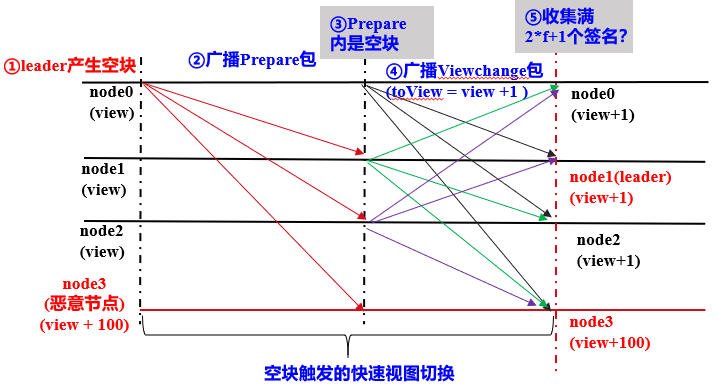 ①leader产生空块
②广播Prepare包
③Prepare
内是空块
④广播Viewchange包
(toView = view +1 )
⑤收集满
2*f+1个签名?
node0
(view)
node1
(view)
node2
(view)
node3
(恶意节点)
(view + 100)
node0
(view+1)
node1(leader)
(view+1)
node2
(view+1)
node3
(view+100)
空块触发的快速视图切换